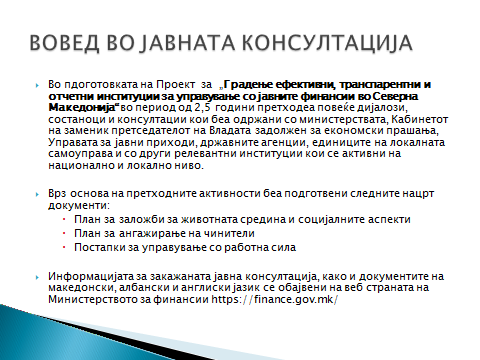 ВОВЕД ВО ЈАВНАТА КОНСУЛТАЦИЈА
Во пдоготовката на Проект за „Градење ефективни, транспарентни и
отчетни институции за управување со јавните финансии во Северна
Македонија“ во период од 2,5 години претходеа повеќе дијалози,
состаноци и консултации кои беа одржани со министерствата, Кабинетот
на заменик претседателот на Владата задолжен за економски прашања,
Управата за јавни приходи, државните агенции, единиците на локалната
самоуправа и со други релевантни институции кои се активни на
национално и локално ниво.
Врз основа на претходните активности беа подготвени следните нацрт
документи:
План за заложби за животната средина и социјалните аспекти
План за ангажирање на чинители
Постапки за управување со работна сила
Информацијата за закажаната јавна консултација, како и документите на
македонски, албански и англиски јазик се објавени на веб страната на
Министерството за финансии https://finance.gov.mk/